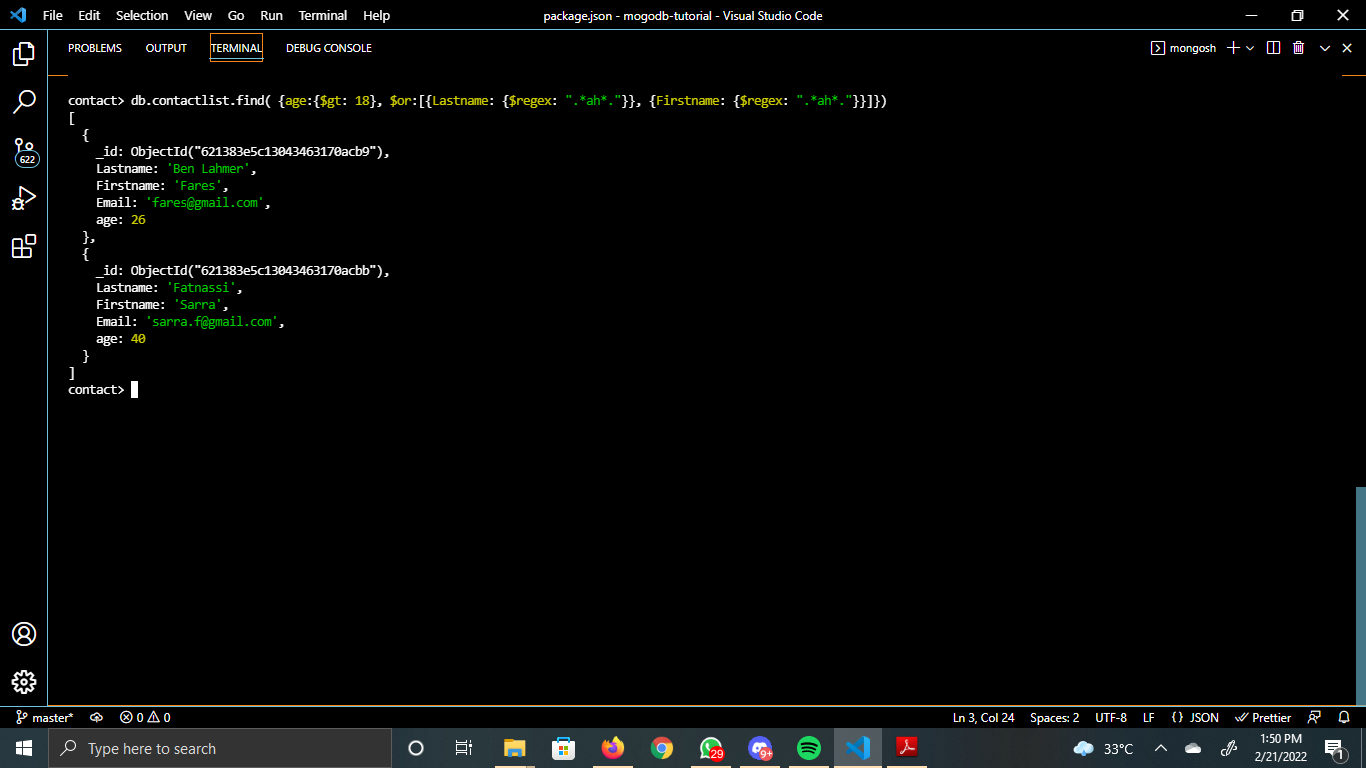 File Edit Selection View Go Run Terminal Help package.json - mogodb-tutorial - Visual Studio Code
PROBLEMS OUTPUT TERMINAL DEBUG CONSOLE mongosh
contact> db.contactlist.find( {age:{$gt: 18}, $or:[{Lastname: {$regex: ".*ah*."}}, {Firstname: {$regex: ".*ah*."}}]})
[
{
_id: ObjectId("621383e5c13043463170acb9"),
Lastname: 'Ben Lahmer',
Firstname: 'Fares',
Email: 'fares@gmail.com',
age: 26
},
{
_id: ObjectId("621383e5c13043463170acbb"),
Lastname: 'Fatnassi',
Firstname: 'Sarra',
Email: 'sarra.f@gmail.com',
age: 40
}
]
contact>
622
master* 0 0 Ln 3, Col 24 Spaces: 2 UTF-8 LF {} JSON Prettier
Type here to search 29 9+ 33°C 1:50 PM
2/21/2022 1